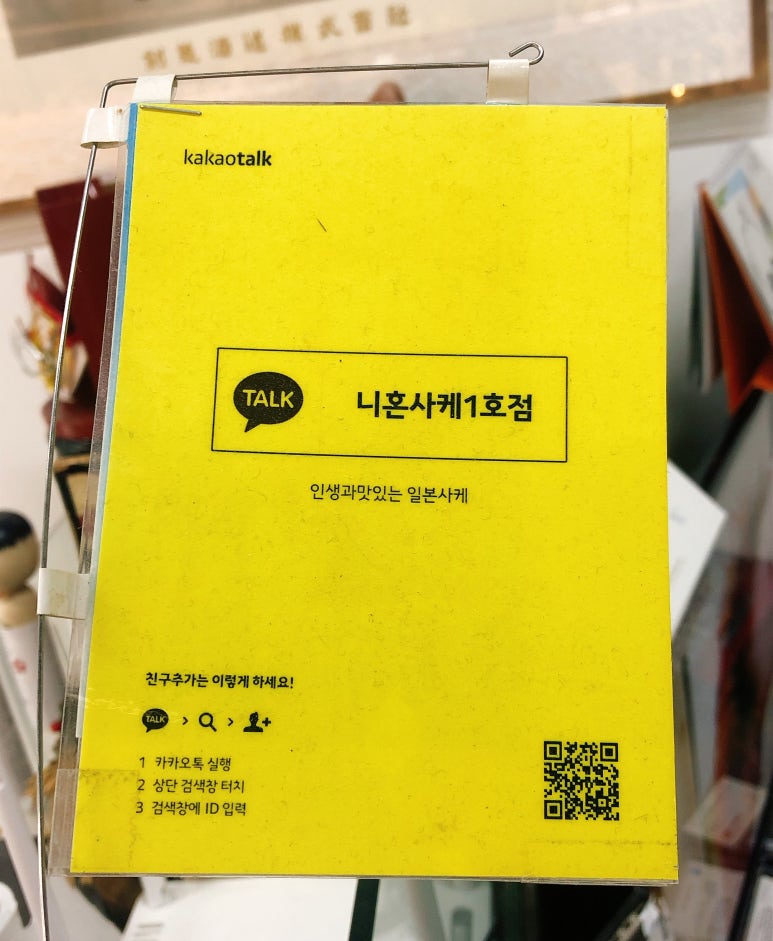 kakaotalk
TALK 니혼사케1호점
인생과맛있는 일본사케
친구추가는 이렇게 하세요!
TALK > >
1 카카오톡 실행
2 상단 검색창 터치
3 검색창에 ID 입력